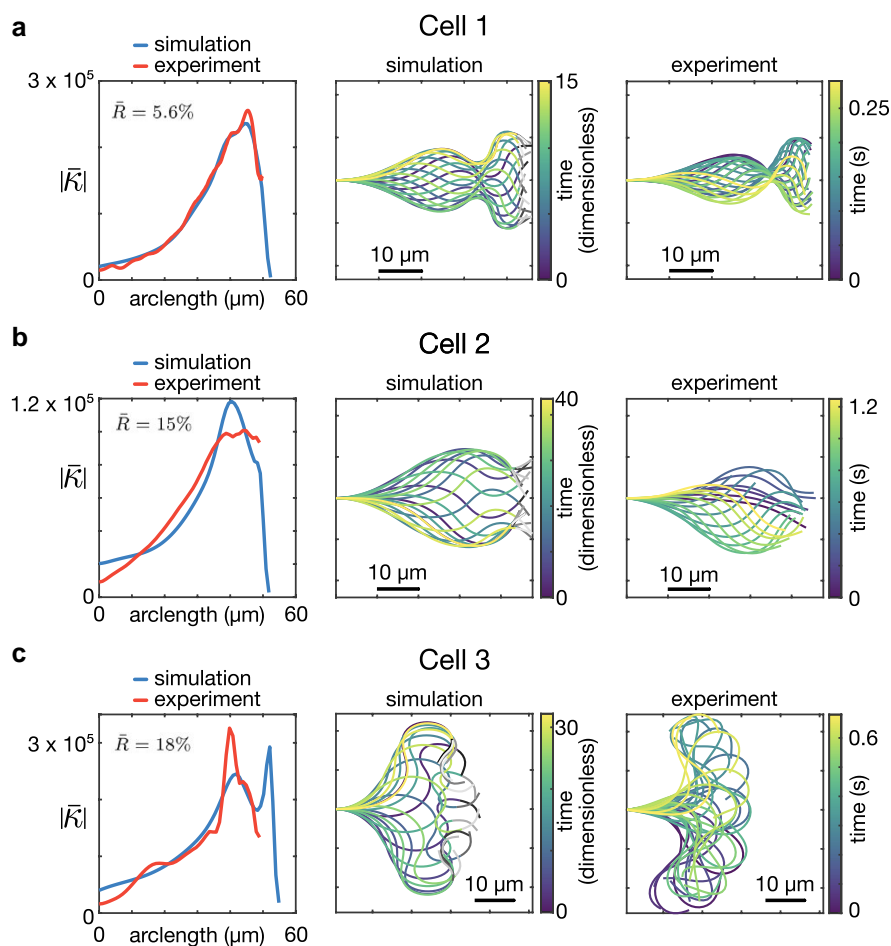 a
Cell 1
simulation
experiment
3 x 10⁵
R̄ = 5.6%
|κ̄|
0
0
60
arclength (μm)
simulation
10 μm
15
0
time
(dimensionless)
experiment
10 μm
0.25
0
time (s)
b
Cell 2
simulation
experiment
1.2 x 10⁵
R̄ = 15%
|κ̄|
0
0
60
arclength (μm)
simulation
10 μm
40
0
time
(dimensionless)
experiment
10 μm
1.2
0
time (s)
c
Cell 3
simulation
experiment
3 x 10⁵
R̄ = 18%
|κ̄|
0
0
60
arclength (μm)
simulation
10 μm
30
0
time
(dimensionless)
experiment
10 μm
0.6
0
time (s)